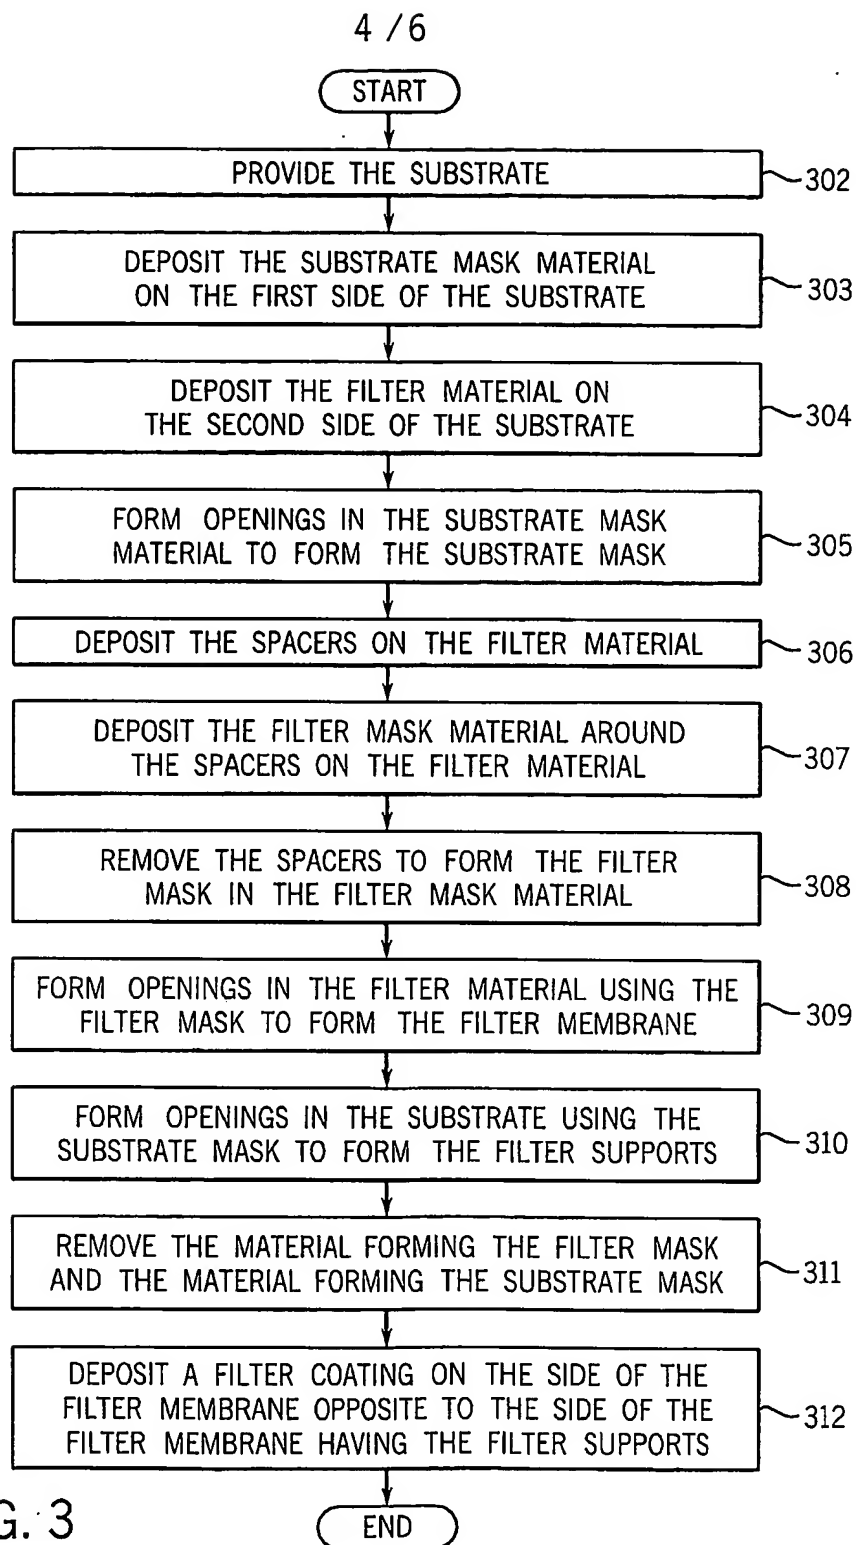 4/6
START
PROVIDE THE SUBSTRATE
302
DEPOSIT THE SUBSTRATE MASK MATERIAL
ON THE FIRST SIDE OF THE SUBSTRATE
303
DEPOSIT THE FILTER MATERIAL ON
THE SECOND SIDE OF THE SUBSTRATE
304
FORM OPENINGS IN THE SUBSTRATE MASK
MATERIAL TO FORM THE SUBSTRATE MASK
305
DEPOSIT THE SPACERS ON THE FILTER MATERIAL
306
DEPOSIT THE FILTER MASK MATERIAL AROUND
THE SPACERS ON THE FILTER MATERIAL
307
REMOVE THE SPACERS TO FORM THE FILTER
MASK IN THE FILTER MASK MATERIAL
308
FORM OPENINGS IN THE FILTER MATERIAL USING THE
FILTER MASK TO FORM THE FILTER MEMBRANE
309
FORM OPENINGS IN THE SUBSTRATE USING THE
SUBSTRATE MASK TO FORM THE FILTER SUPPORTS
310
REMOVE THE MATERIAL FORMING THE FILTER MASK
AND THE MATERIAL FORMING THE SUBSTRATE MASK
311
DEPOSIT A FILTER COATING ON THE SIDE OF THE
FILTER MEMBRANE OPPOSITE TO THE SIDE OF THE
FILTER MEMBRANE HAVING THE FILTER SUPPORTS
312
G. 3
END